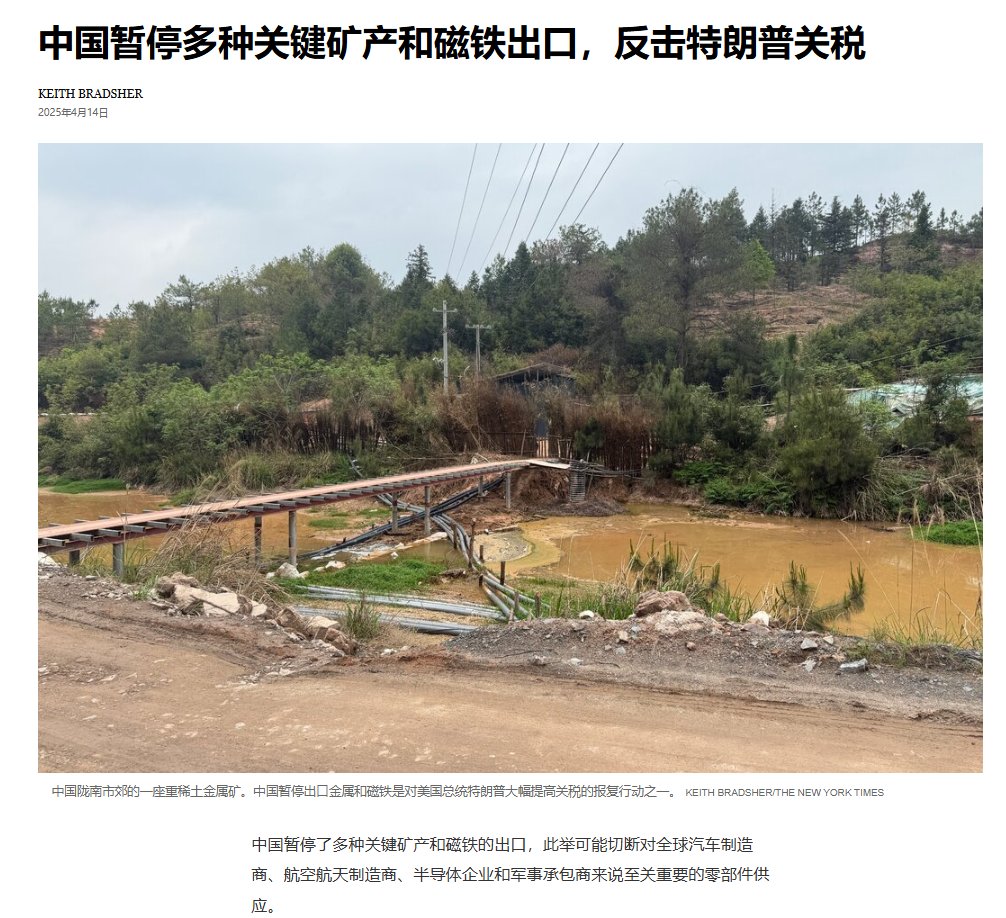 中国暂停多种关键矿产和磁铁出口，反击特朗普关税
KEITH BRADSHER
2025年4月14日
中国陇南市郊的一座重稀土金属矿。中国暂停出口金属和磁铁是对美国总统特朗普大幅提高关税的报复行动之一。 KEITH BRADSHER/THE NEW YORK TIMES
中国暂停了多种关键矿产和磁铁的出口，此举可能切断对全球汽车制造
商、航空航天制造商、半导体企业和军事承包商来说至关重要的零部件供
应。